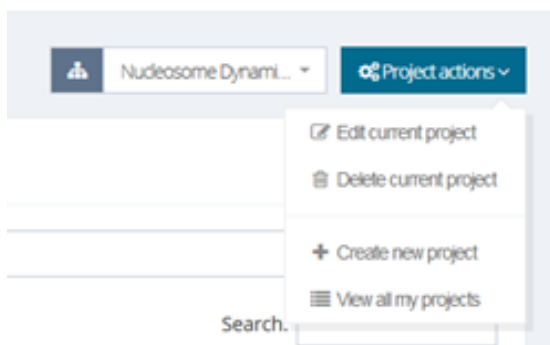 Nucleosome Dynami...
Project actions
Edit current project
Delete current project
Create new project
View all my projects
Search.